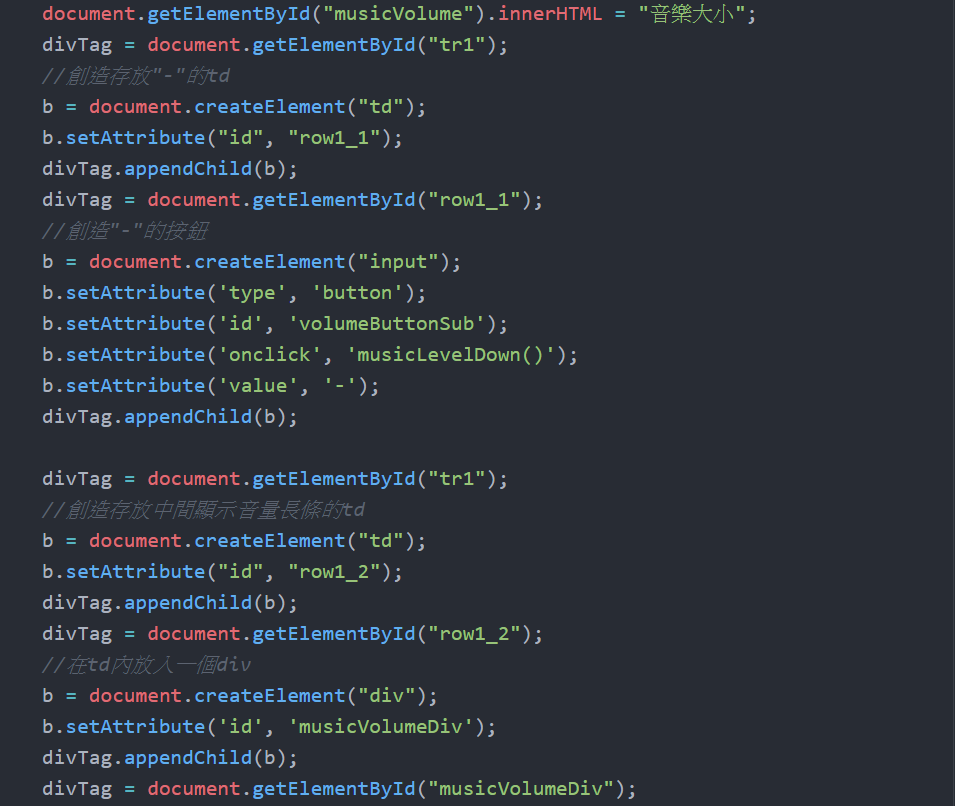 document.getElementById("musicVolume").innerHTML = "音樂大小";
divTag = document.getElementById("tr1");
//創造存放"-"的td
b = document.createElement("td");
b.setAttribute("id", "row1_1");
divTag.appendChild(b);
divTag = document.getElementById("row1_1");
//創造"-"的按鈕
b = document.createElement("input");
b.setAttribute('type', 'button');
b.setAttribute('id', 'volumeButtonSub');
b.setAttribute('onclick', 'musicLevelDown()');
b.setAttribute('value', '-');
divTag.appendChild(b);
divTag = document.getElementById("tr1");
//創造存放中間顯示音量長條的td
b = document.createElement("td");
b.setAttribute("id", "row1_2");
divTag.appendChild(b);
divTag = document.getElementById("row1_2");
//在td內放入一個div
b = document.createElement("div");
b.setAttribute('id', 'musicVolumeDiv');
divTag.appendChild(b);
divTag = document.getElementById("musicVolumeDiv");